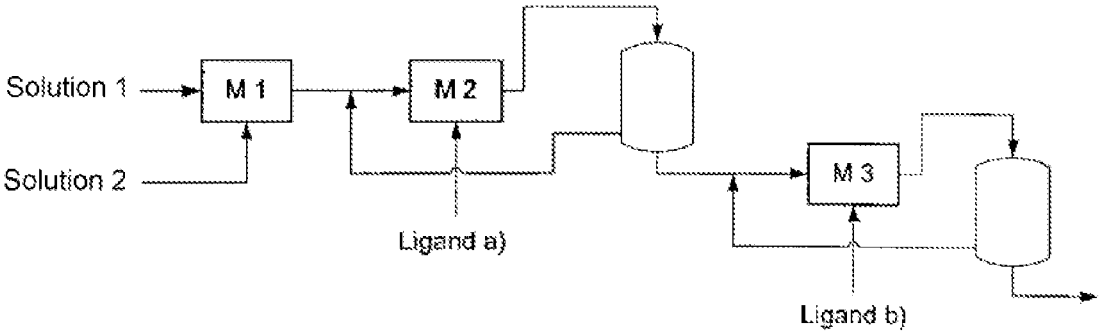 Solution 1
M 1
M 2
Solution 2
M 3
Ligand a)
Ligand b)